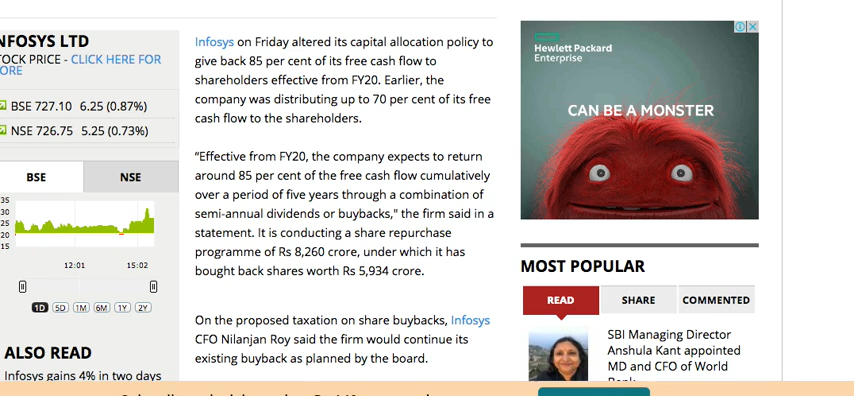 NFOSYS LTD
TOCK PRICE - CLICK HERE FOR
ORE
BSE 727.10 6.25 (0.87%)
NSE 726.75 5.25 (0.73%)
BSE NSE
35
30
25
20
15
12:01 15:02
1D 5D 1M 6M 1Y 2Y
ALSO READ
Infosys gains 4% in two days
Infosys on Friday altered its capital allocation policy to
give back 85 per cent of its free cash flow to
shareholders effective from FY20. Earlier, the
company was distributing up to 70 per cent of its free
cash flow to the shareholders.
"Effective from FY20, the company expects to return
around 85 per cent of the free cash flow cumulatively
over a period of five years through a combination of
semi-annual dividends or buybacks," the firm said in a
statement. It is conducting a share repurchase
programme of Rs 8,260 crore, under which it has
bought back shares worth Rs 5,934 crore.
On the proposed taxation on share buybacks, Infosys
CFO Nilanjan Roy said the firm would continue its
existing buyback as planned by the board.
Hewlett Packard
Enterprise
CAN BE A MONSTER
MOST POPULAR
READ SHARE COMMENTED
SBI Managing Director
Anshula Kant appointed
MD and CFO of World